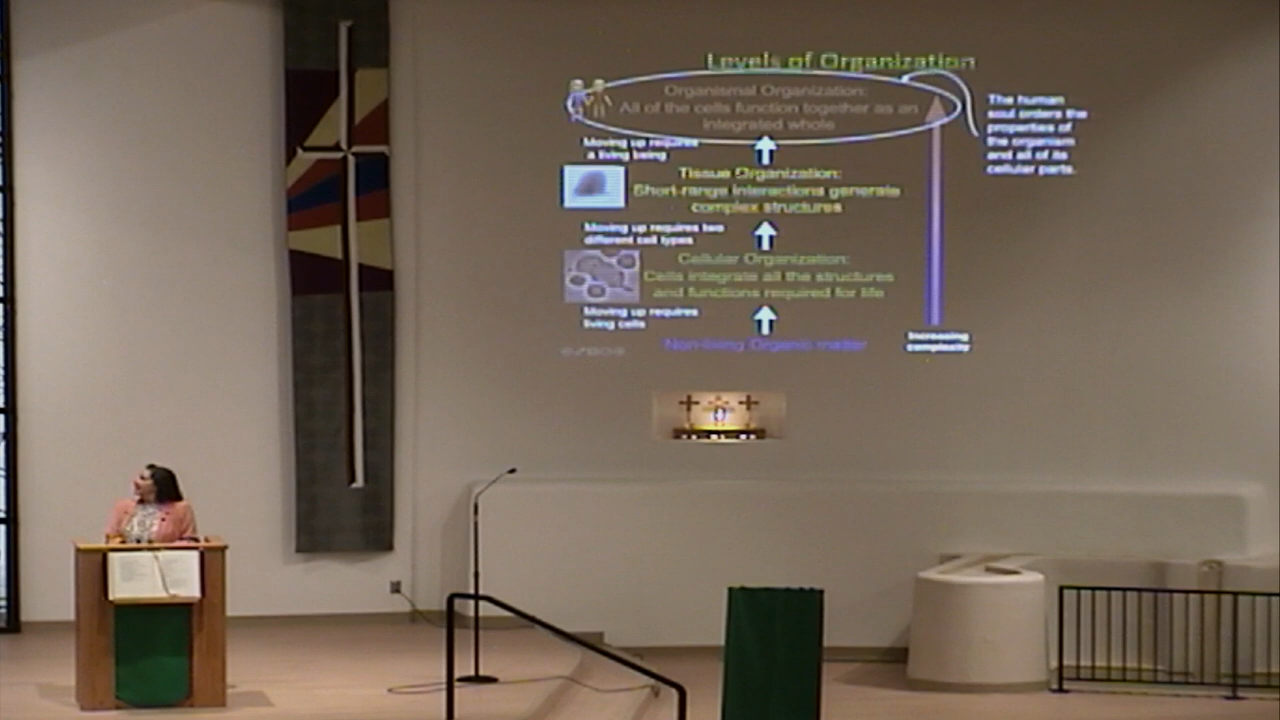 Levels of Organization
Organismal Organization:
All of the cells function together as an
integrated whole
The human
soul orders the
properties of
the organism
and all of its
cellular parts.
Moving up requires
a living being
Tissue Organization:
Short-range interactions generate
complex structures
Moving up requires two
different cell types
Cellular Organization:
Cells integrate all the structures
and functions required for life
Moving up requires
living cells
Non-living Organic matter
Increasing
complexity